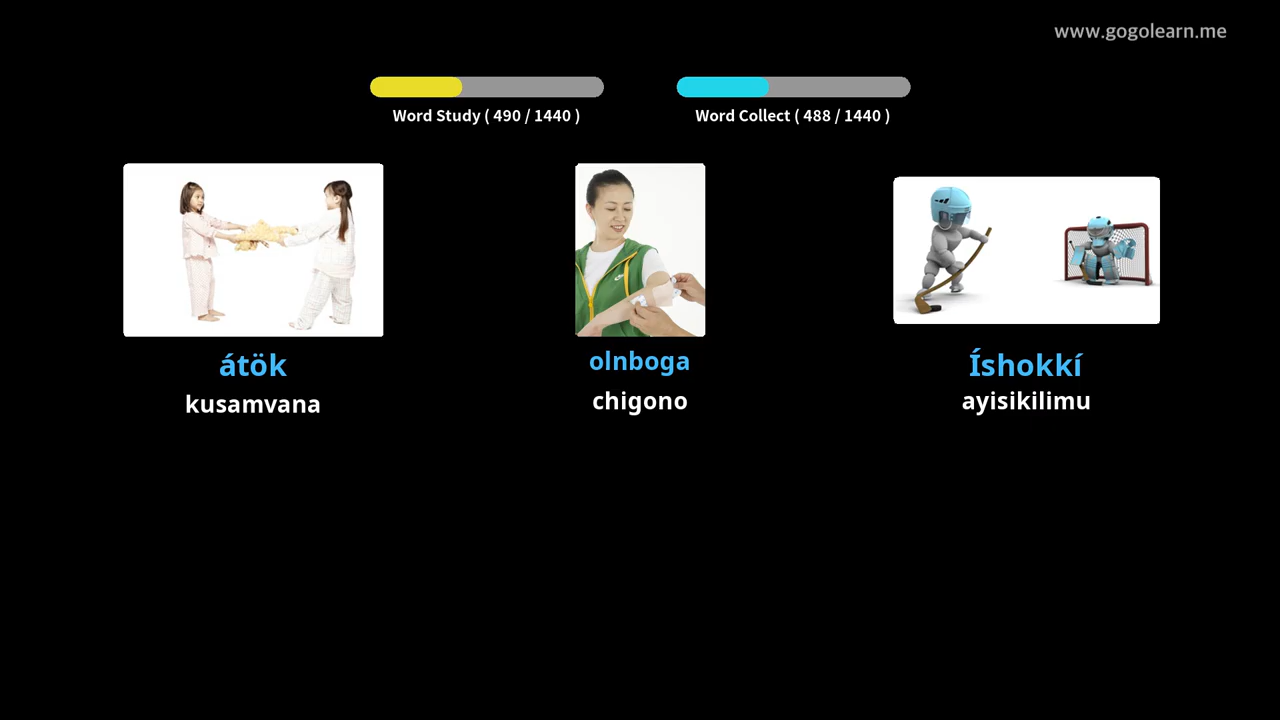 www.gogolearn.me
Word Study ( 490 / 1440 )
Word Collect ( 488 / 1440 )
átök
kusamvana
olnboga
chigono
Íshokkí
ayisikilimu